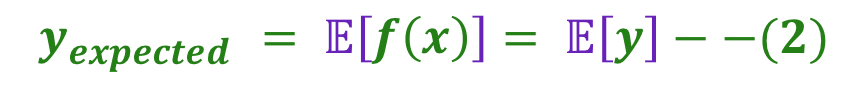 y_expected = 𝔼[f(x)] = 𝔼[y] − −(2)